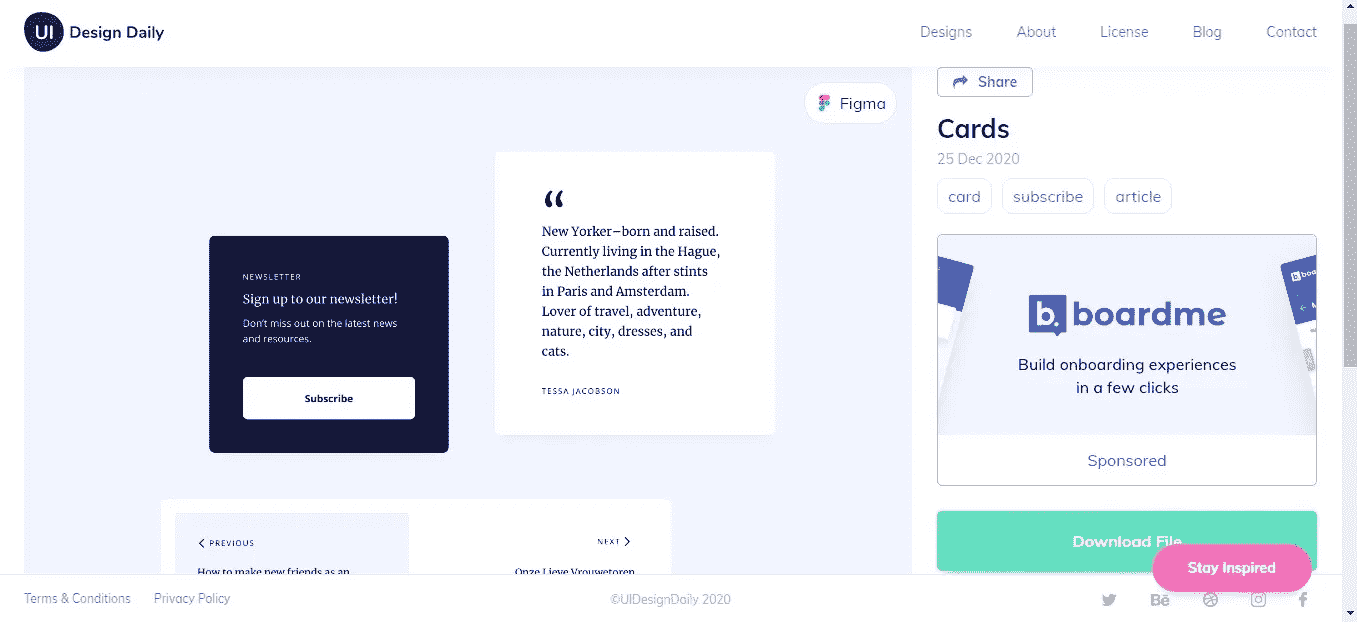 UI Design Daily
Designs
About
License
Blog
Contact
Figma
NEWSLETTER
Sign up to our newsletter!
Don't miss out on the latest news
and resources.
Subscribe
“
New Yorker—born and raised.
Currently living in the Hague,
the Netherlands after stints
in Paris and Amsterdam.
Lover of travel, adventure,
nature, city, dresses, and
cats.
TESSA JACOBSON
PREVIOUS
How to make new friends as an
NEXT
Onze Lieve Vrouwetoren
Share
Cards
25 Dec 2020
card
subscribe
article
b. boardme
Build onboarding experiences
in a few clicks
Sponsored
Download File
Stay Inspired
Terms & Conditions
Privacy Policy
©UIDesignDaily 2020
Bē